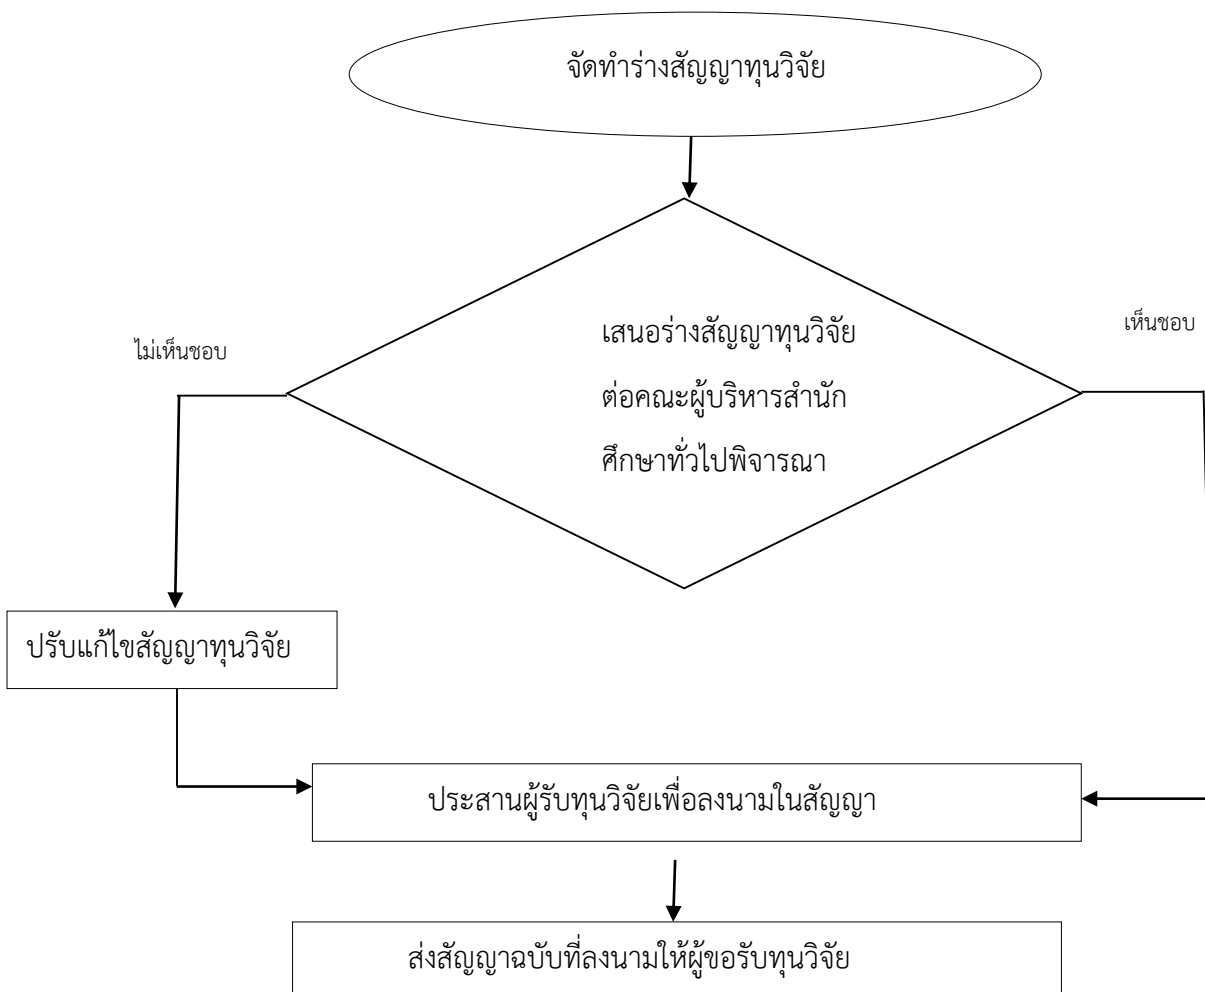 จัดทำร่างสัญญาทุนวิจัย
เสนอร่างสัญญาทุนวิจัย
ต่อคณะผู้บริหารสำนัก
ศึกษาทั่วไปพิจารณา
เห็นชอบ
ไม่เห็นชอบ
ปรับแก้ไขสัญญาทุนวิจัย
ประสานผู้รับทุนวิจัยเพื่อลงนามในสัญญา
ส่งสัญญาฉบับที่ลงนามให้ผู้ขอรับทุนวิจัย